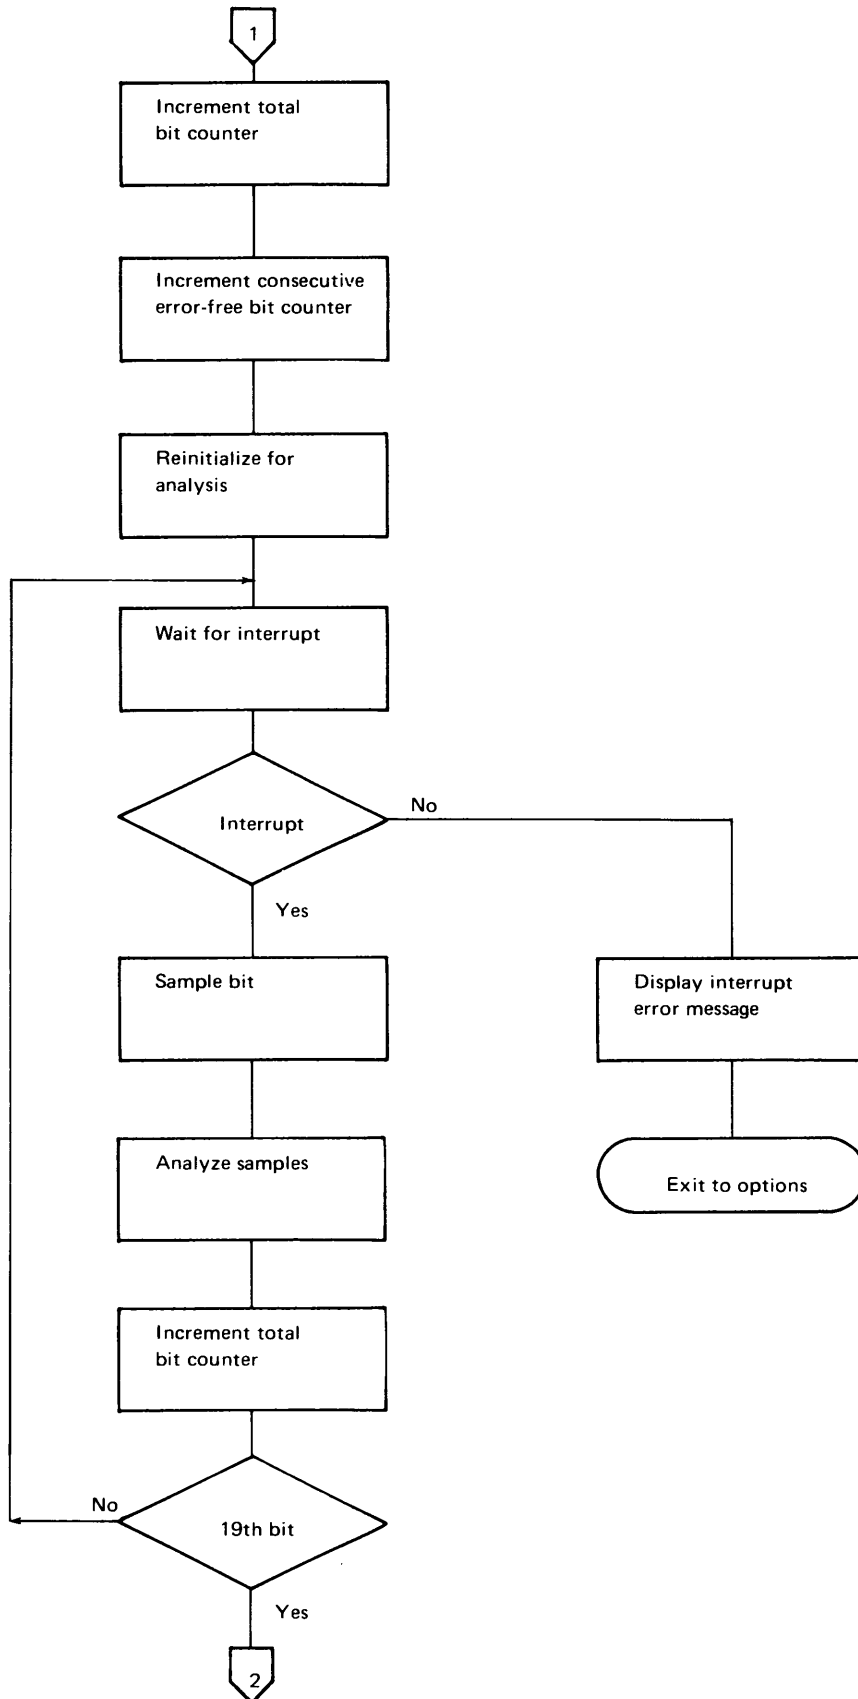 1
Increment total
bit counter
Increment consecutive
error-free bit counter
Reinitialize for
analysis
Wait for interrupt
Interrupt
No
Yes
Sample bit
Display interrupt
error message
Analyze samples
Exit to options
Increment total
bit counter
No
19th bit
Yes
2